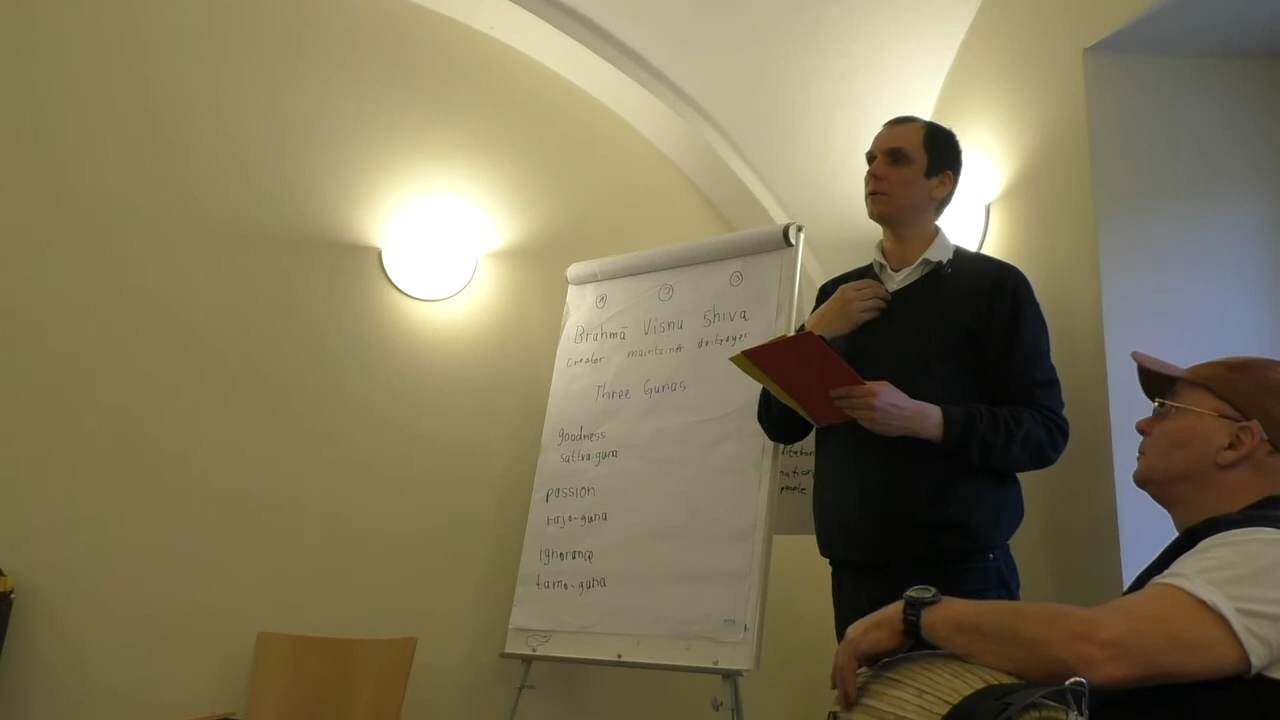 ① ② ③
Brahmā Visnu Shiva
creator maintainer destroyer
Three Gunas
goodness
sattva-guna
passion
rajo-guna
ignorance
tamo-guna
people